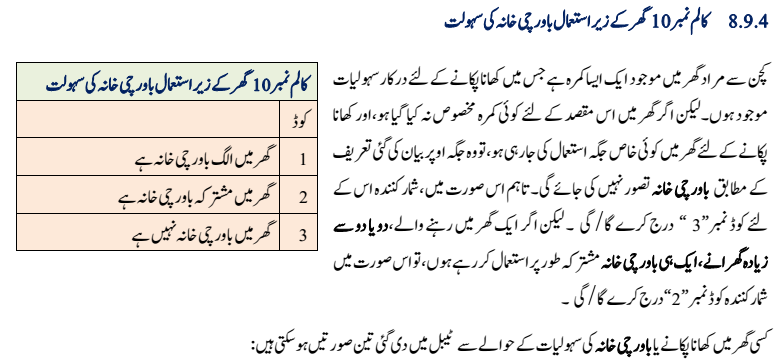 8.9.4 کالم نمبر 10 گھر کے زیر استعمال باورچی خانہ کی سہولت
کچن سے مراد گھر میں موجود ایک ایسا کمرہ ہے جس میں کھانا پکانے کے لئے درکار سہولیات
موجود ہوں۔ لیکن اگر گھر میں اس مقصد کے لئے کوئی کمرہ مخصوص نہ کیا گیا ہو، اور کھانا
پکانے کے لئے گھر میں کوئی خاص جگہ استعمال کی جا رہی ہو، تو وہ جگہ اوپر بیان کی گئی تعریف
کے مطابق باورچی خانہ تصور نہیں کی جائے گی۔ تاہم اس صورت میں، شمار کنندہ اس کے
لئے کوڈ نمبر ”3“ درج کرے گا/گی ۔ لیکن اگر ایک گھر میں رہنے والے، دو یا دو سے
زیادہ گھرانے، ایک ہی باورچی خانہ مشترکہ طور پر استعمال کر رہے ہوں، تو اس صورت میں
شمار کنندہ کوڈ نمبر ”2“ درج کرے گا/گی ۔
کالم نمبر 10 گھر کے زیر استعمال باورچی خانہ کی سہولت
کوڈ
1 گھر میں الگ باورچی خانہ ہے
2 گھر میں مشترکہ باورچی خانہ ہے
3 گھر میں باورچی خانہ نہیں ہے
کسی گھر میں کھانا پکانے یا باورچی خانہ کی سہولیات کے حوالے سے ٹیبل میں دی گئی تین صورتیں ہو سکتی ہیں: